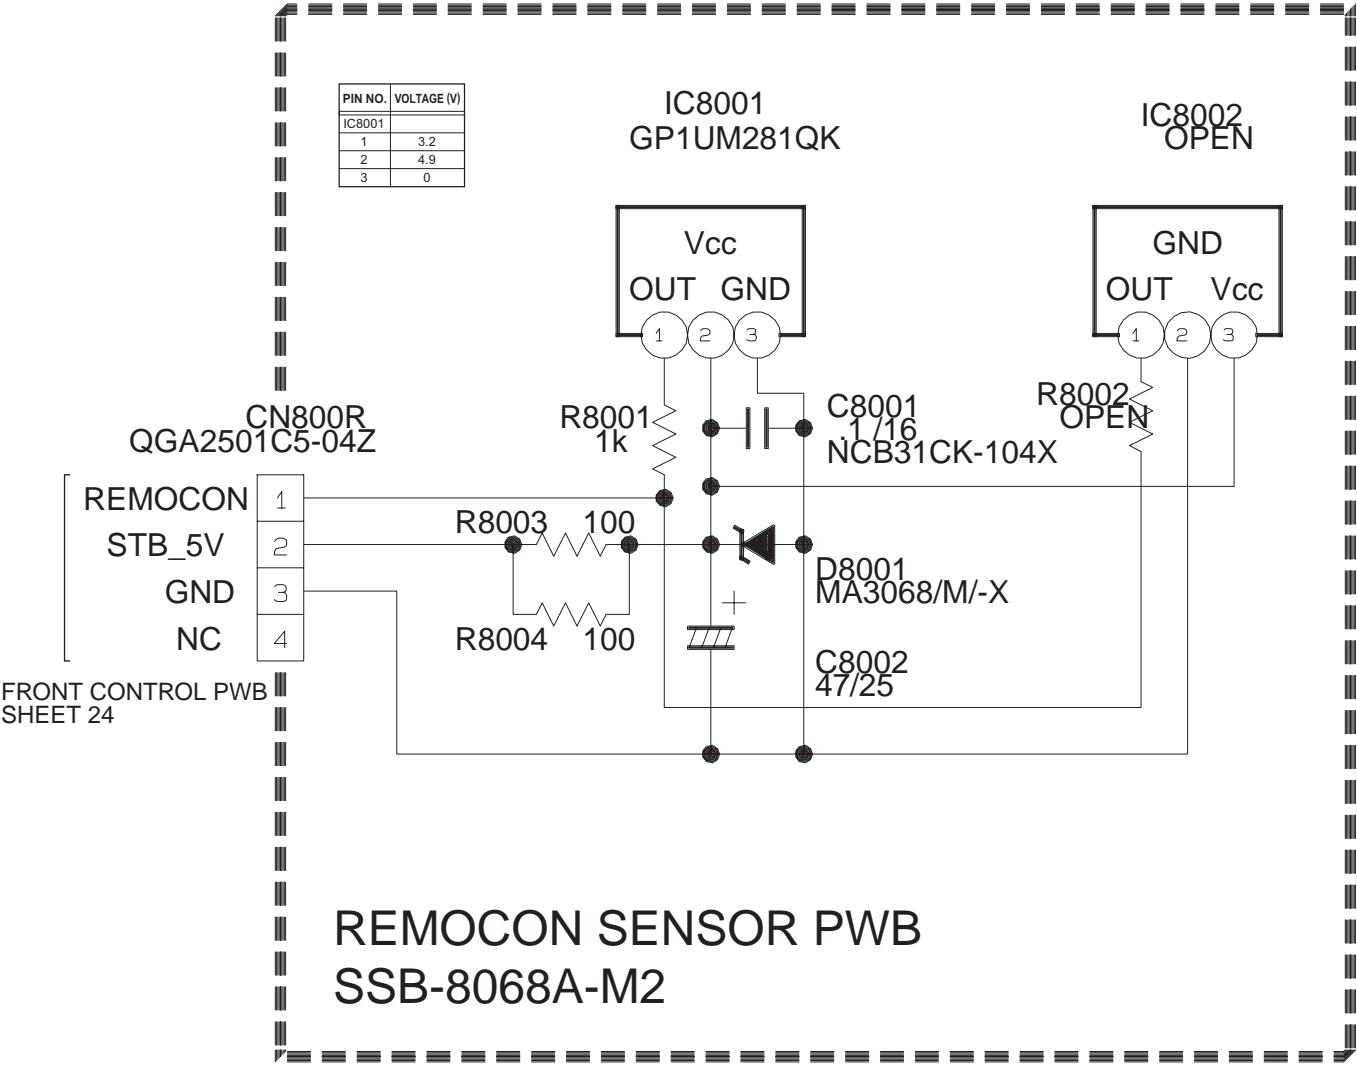 PIN NO. VOLTAGE (V)
IC8001
1 3.2
2 4.9
3 0
IC8001
GP1UM281QK
IC8002
OPEN
Vcc
OUT GND
1 2 3
GND
OUT Vcc
1 2 3
CN800R
QGA2501C5-04Z
R8001
1k
C8001
.1 /16
NCB31CK-104X
R8002
OPEN
REMOCON 1
STB_5V 2
GND 3
NC 4
R8003 100
R8004 100
D8001
MA3068/M/-X
+
C8002
47/25
FRONT CONTROL PWB
SHEET 24
REMOCON SENSOR PWB
SSB-8068A-M2